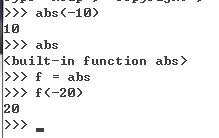 >>> abs(-10)
10
>>> abs
<built-in function abs>
>>> f = abs
>>> f(-20)
20
>>>